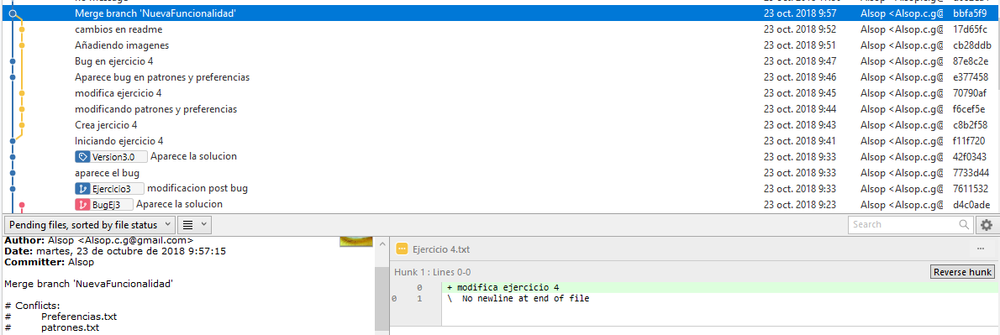 Merge branch 'NuevaFuncionalidad' 23 oct. 2018 9:57 Alsop <Alsop.c.g@ bbfa5f9
cambios en readme 23 oct. 2018 9:52 Alsop <Alsop.c.g@ 17d65fc
Añadiendo imagenes 23 oct. 2018 9:51 Alsop <Alsop.c.g@ cb28ddb
Bug en ejercicio 4 23 oct. 2018 9:47 Alsop <Alsop.c.g@ 87e8c2e
Aparece bug en patrones y preferencias 23 oct. 2018 9:46 Alsop <Alsop.c.g@ e377458
modifica ejercicio 4 23 oct. 2018 9:45 Alsop <Alsop.c.g@ 70790af
modificando patrones y preferencias 23 oct. 2018 9:44 Alsop <Alsop.c.g@ f6cef5e
Crea jercicio 4 23 oct. 2018 9:43 Alsop <Alsop.c.g@ c8b2f58
Iniciando ejercicio 4 23 oct. 2018 9:41 Alsop <Alsop.c.g@ f11f720
Version3.0 Aparece la solucion 23 oct. 2018 9:33 Alsop <Alsop.c.g@ 42f0343
aparece el bug 23 oct. 2018 9:33 Alsop <Alsop.c.g@ 7733d44
Ejercicio3 modificacion post bug 23 oct. 2018 9:33 Alsop <Alsop.c.g@ 7611532
BugEj3 Aparece la solucion 23 oct. 2018 9:23 Alsop <Alsop.c.g@ d4c0ade
Pending files, sorted by file status Search
Author: Alsop <Alsop.c.g@gmail.com>
Date: martes, 23 de octubre de 2018 9:57:15
Committer: Alsop
Merge branch 'NuevaFuncionalidad'
# Conflicts:
# Preferencias.txt
# patrones.txt
Ejercicio 4.txt
Hunk 1 : Lines 0-0 Reverse hunk
0 + modifica ejercicio 4
0 1 \ No newline at end of file